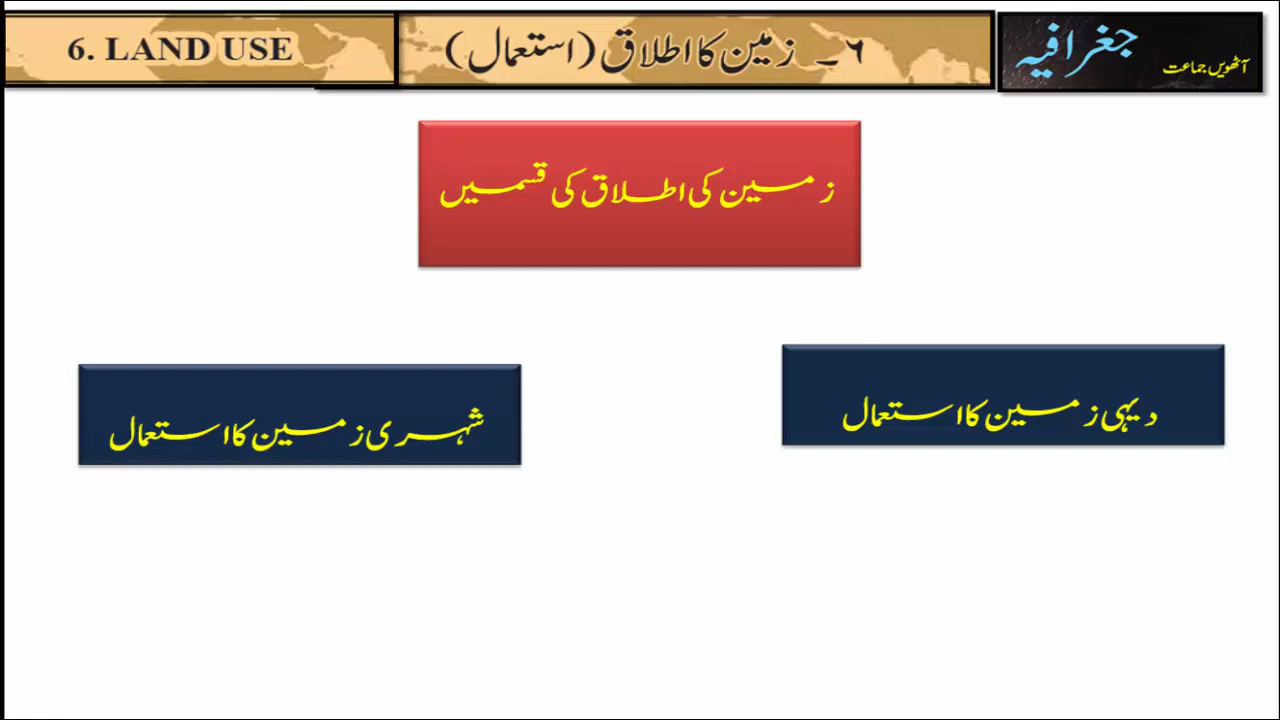 6. LAND USE
۶ ۔ زمین کا اطلاق (استعمال)
جغرافیہ
آٹھویں جماعت
زمین کی اطلاق کی قسمیں
دیہی زمین کا استعمال
شہری زمین کا استعمال